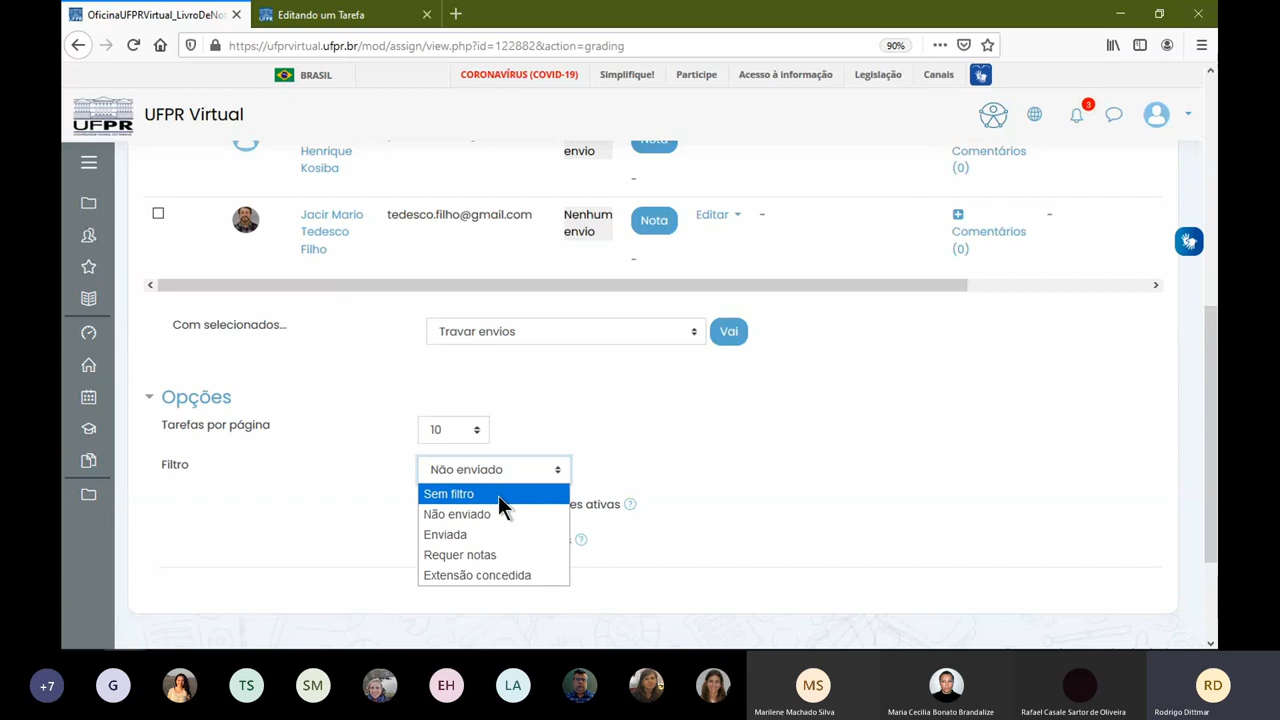 OficinaUFPRVirtual_LivroDeNo
Editando um Tarefa
https://ufprvirtual.ufpr.br/mod/assign/view.php?id=122882&action=grading
90%
BRASIL
CORONAVÍRUS (COVID-19)
Simplifique!
Participe
Acesso à informação
Legislação
Canais
UFPR
UFPR Virtual
3
Henrique
Kosiba
envio
Nota
-
Comentários
(0)
Jacir Mario
Tedesco
Filho
tedesco.filho@gmail.com
Nenhum
envio
Nota
-
Editar
-
Comentários
(0)
-
Com selecionados...
Travar envios
Vai
Opções
Tarefas por página
10
Filtro
Não enviado
Sem filtro
Não enviado
Enviada
Requer notas
Extensão concedida
es ativas
+7
G
TS
SM
EH
LA
MS
RD
Marilene Machado Silva
Maria Cecilia Bonato Brandalize
Rafael Casale Sartor de Oliveira
Rodrigo Dittmar